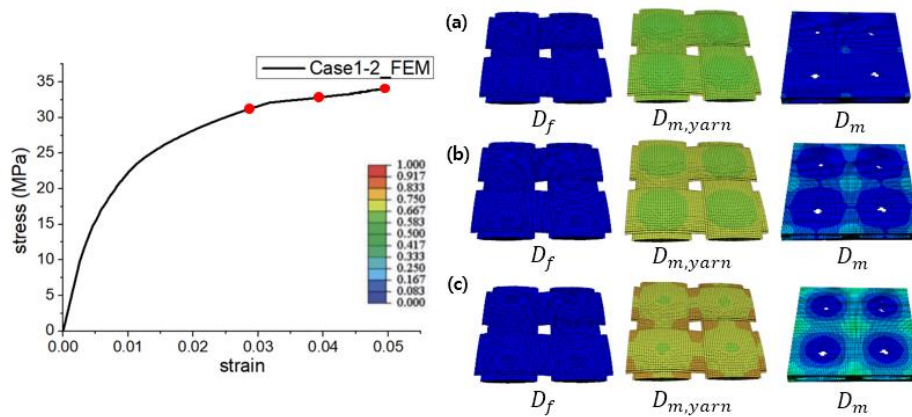 Case1-2_FEM
stress (MPa)
35
30
25
20
15
10
5
0
0.00 0.01 0.02 0.03 0.04 0.05
strain
1.000
0.917
0.833
0.750
0.667
0.583
0.500
0.417
0.333
0.250
0.167
0.083
0.000
(a)
D_f D_{m,yarn} D_m
(b)
D_f D_{m,yarn} D_m
(c)
D_f D_{m,yarn} D_m